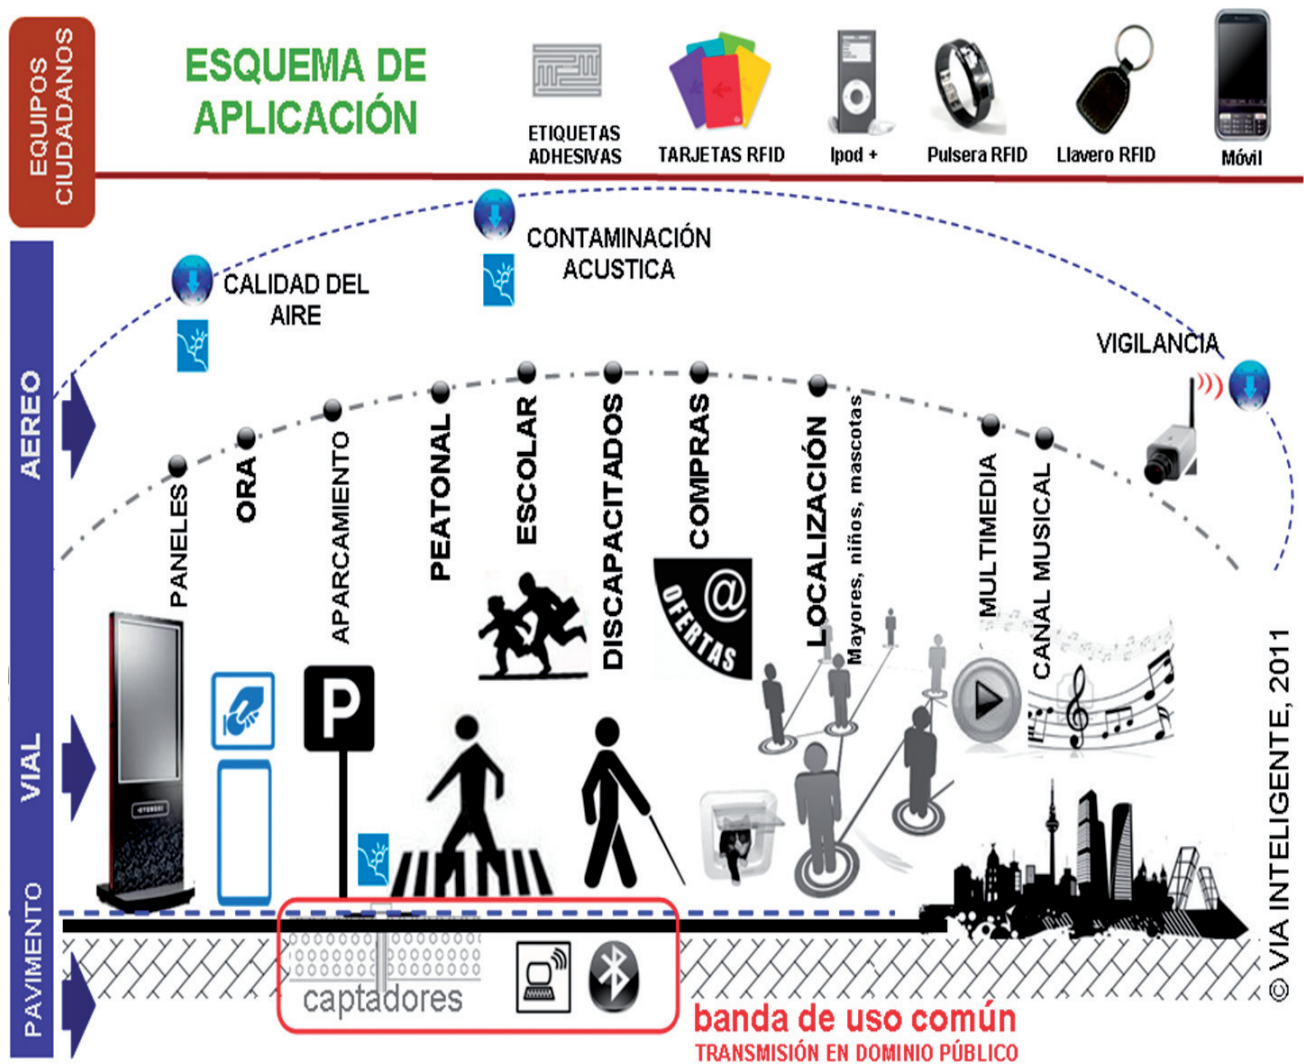 EQUIPOS
CIUDADANOS
ESQUEMA DE
APLICACIÓN
ETIQUETAS
ADHESIVAS
TARJETAS RFID
Ipod +
Pulsera RFID
Llavero RFID
Móvil
AEREO
CALIDAD DEL
AIRE
CONTAMINACIÓN
ACUSTICA
VIGILANCIA
VIAL
PANELES
ORA
APARCAMIENTO
PEATONAL
ESCOLAR
DISCAPACITADOS
COMPRAS
LOCALIZACIÓN
Mayores, niños, mascotas
MULTIMEDIA
CANAL MUSICAL
@
OFERTAS
P
HYUNDAI
PAVIMENTO
captadores
banda de uso común
TRANSMISIÓN EN DOMINIO PÚBLICO
© VIA INTELIGENTE, 2011